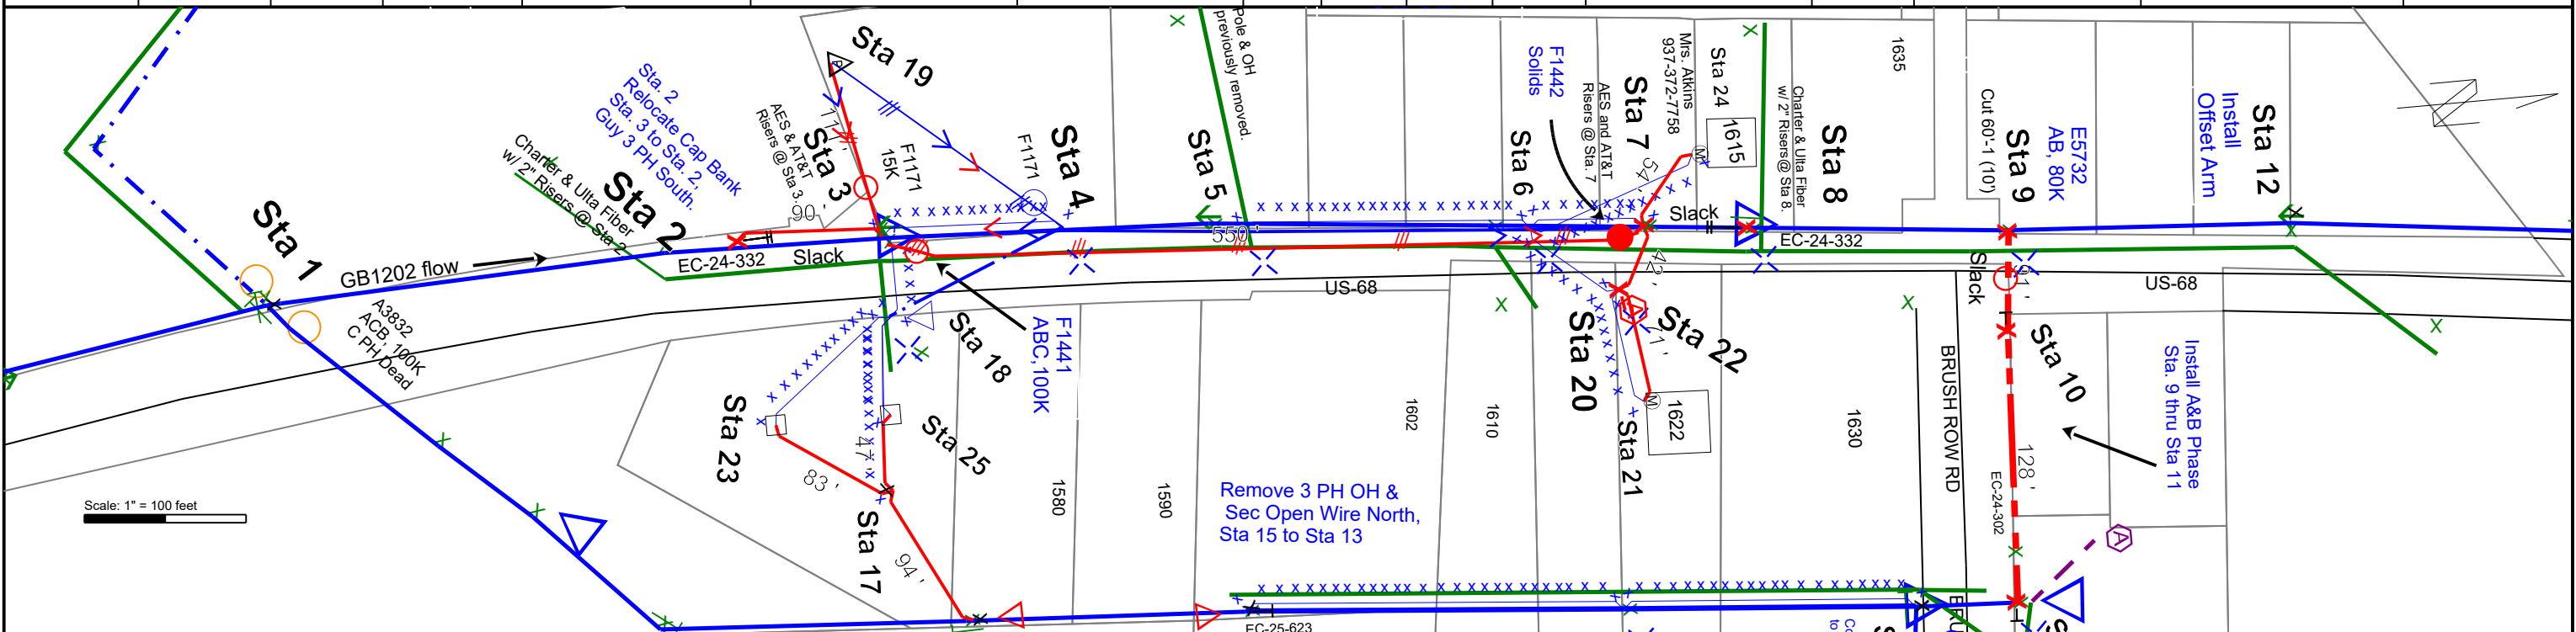 Sta 1
GB1202 flow
A3832
ACB, 100K
C PH Dead
Scale: 1" = 100 feet
Sta. 2
Relocate Cap Bank
Sta. 3 to Sta. 2,
Guy 3 PH South.
Charter & Ulta Fiber
w/ 2" Risers @ Sta 2
Sta 2
EC-24-332
Slack
Sta 19
AES & AT&T
Risers @ Sta 3.
Sta 3
F1171
15K
90 '
F1171
Sta 4
Sta 5
Pole & OH
previously removed.
550 '
Sta 18
F1441
ABC, 100K
Sta 23
83 '
47 '
Sta 25
Sta 17
94 '
1580
1590
1602
1610
US-68
Remove 3 PH OH &
Sec Open Wire North,
Sta 15 to Sta 13
EC-25-623
Sta 6
F1442
Solids
AES and AT&T
Risers @ Sta. 7
Sta 7
54 '
Mrs. Atkins
937-372-7758
Sta 24
1615
M
Slack
42 '
Sta 20
Sta 22
71 '
A
M
1622
Sta 21
Charter & Ulta Fiber
w/ 2" Risers@ Sta 8.
Sta 8
EC-24-332
1635
1630
Cut 60'-1 (10')
Sta 9
E5732
AB, 80K
Slack
91 '
US-68
Install
Offset Arm
Sta 12
Sta 10
Install A&B Phase
Sta. 9 thru Sta 11
BRUSH ROW RD
128 '
EC-24-302
A